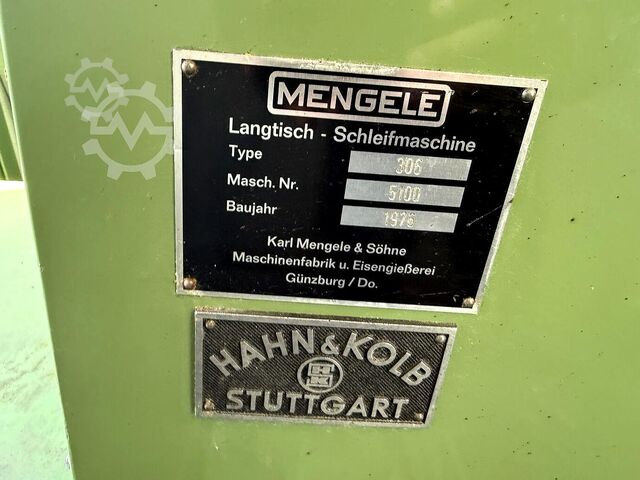 MENGELE
Langtisch - Schleifmaschine
Type 306
Masch. Nr. 5100
Baujahr 1976
Karl Mengele & Söhne
Maschinenfabrik u. Eisengießerei
Günzburg / Do.
HAHN & KOLB
HK
STUTTGART